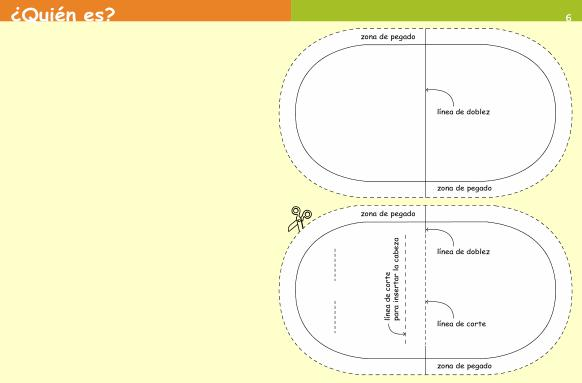 ¿Quién es?
6
zona de pegado
línea de doblez
zona de pegado
zona de pegado
línea de doblez
línea de corte
para insertar la cabeza
línea de corte
zona de pegado